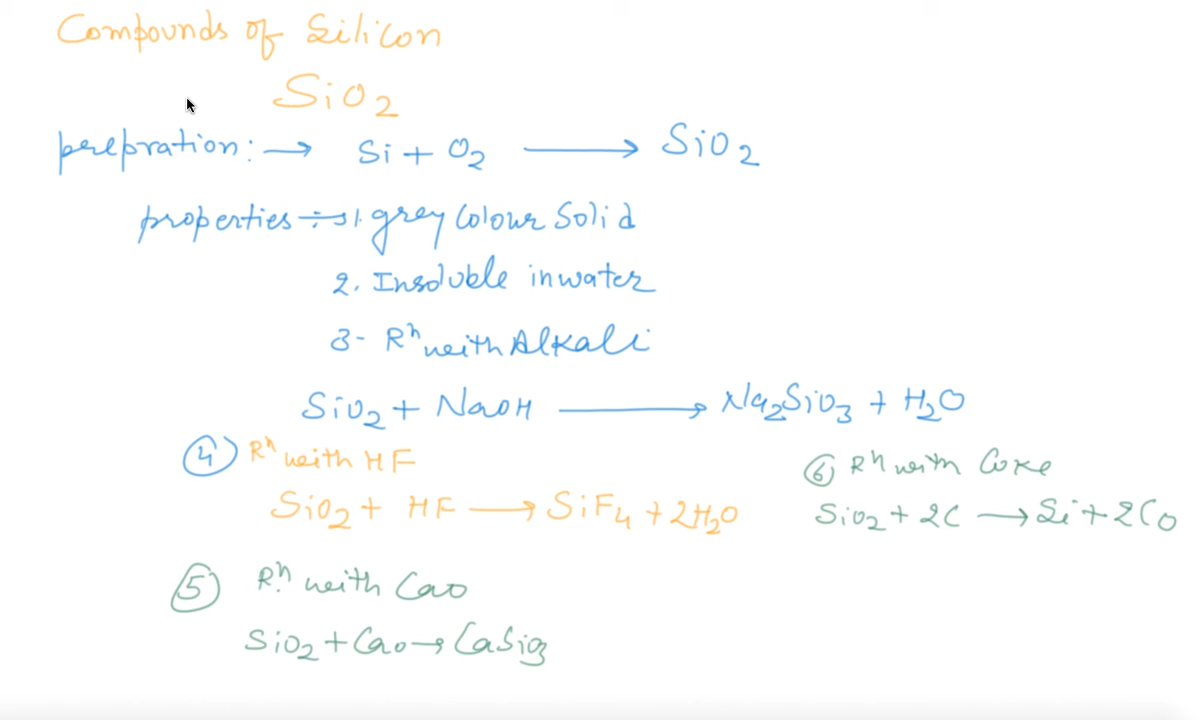 Compounds of Silicon
SiO2
preepration:→ Si + O2 ⟶ SiO2
properties ÷→1. grey Colour Solid
2. Insoluble in water
3- Rⁿ with Alkali
SiO2 + NaOH ⟶ Na2SiO3 + H2O
④ Rⁿ with HF
SiO2 + HF ⟶ SiF4 + 2H2O
⑤ Rⁿ with CaO
SiO2 + CaO → CaSiO3
⑥ Rⁿ with Coke
SiO2 + 2C ⟶ Si + 2CO